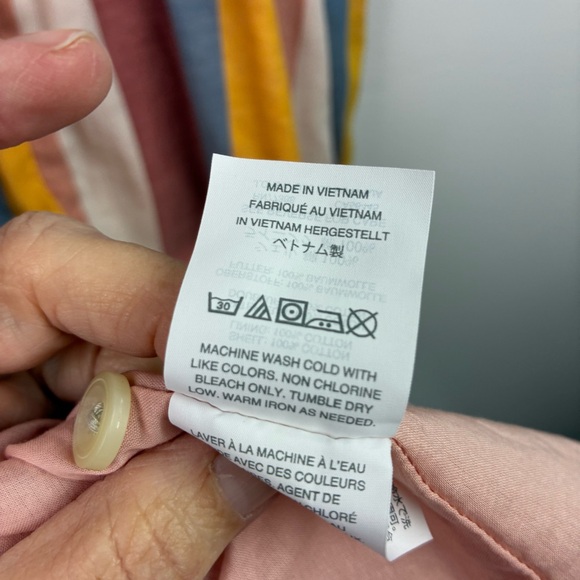 MADE IN VIETNAM
FABRIQUÉ AU VIETNAM
IN VIETNAM HERGESTELLT
ベトナム製
30
MACHINE WASH COLD WITH
LIKE COLORS. NON CHLORINE
BLEACH ONLY. TUMBLE DRY
LOW. WARM IRON AS NEEDED.
LAVER À LA MACHINE À L'EAU
AVEC DES COULEURS
AGENT DE
CHLORÉ